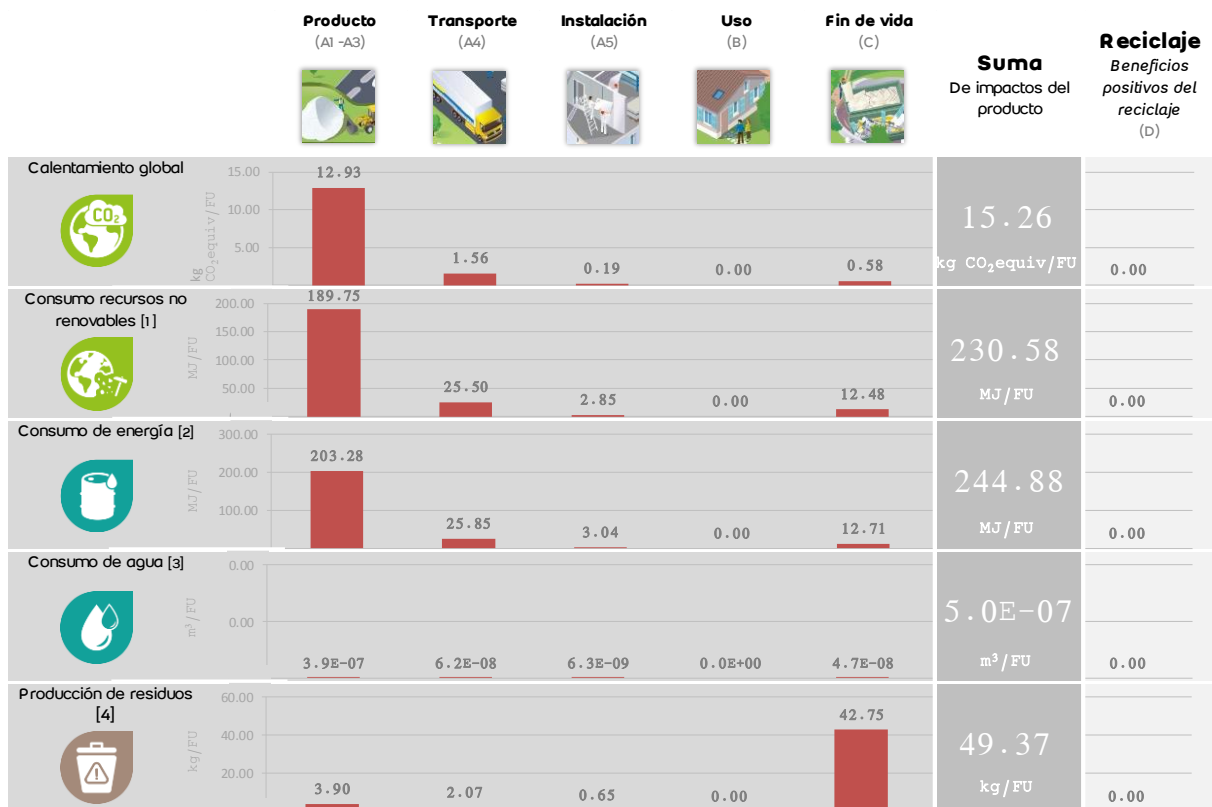 Producto
(A1 -A3)
Transporte
(A4)
Instalación
(A5)
Uso
(B)
Fin de vida
(C)
Suma
De impactos del
producto
Reciclaje
Beneficios
positivos del
reciclaje
(D)
Calentamiento global
CO₂
kg
CO₂equiv/FU
15.00
10.00
5.00
12.93
1.56
0.19
0.00
0.58
15.26
kg CO₂equiv/FU
0.00
Consumo recursos no
renovables [1]
MJ/FU
200.00
150.00
100.00
50.00
189.75
25.50
2.85
0.00
12.48
230.58
MJ/FU
0.00
Consumo de energía [2]
MJ/FU
300.00
200.00
100.00
203.28
25.85
3.04
0.00
12.71
244.88
MJ/FU
0.00
Consumo de agua [3]
m³/FU
0.00
0.00
3.9E-07
6.2E-08
6.3E-09
0.0E+00
4.7E-08
5.0E-07
m³/FU
0.00
Producción de residuos
[4]
kg/FU
60.00
40.00
20.00
3.90
2.07
0.65
0.00
42.75
49.37
kg/FU
0.00